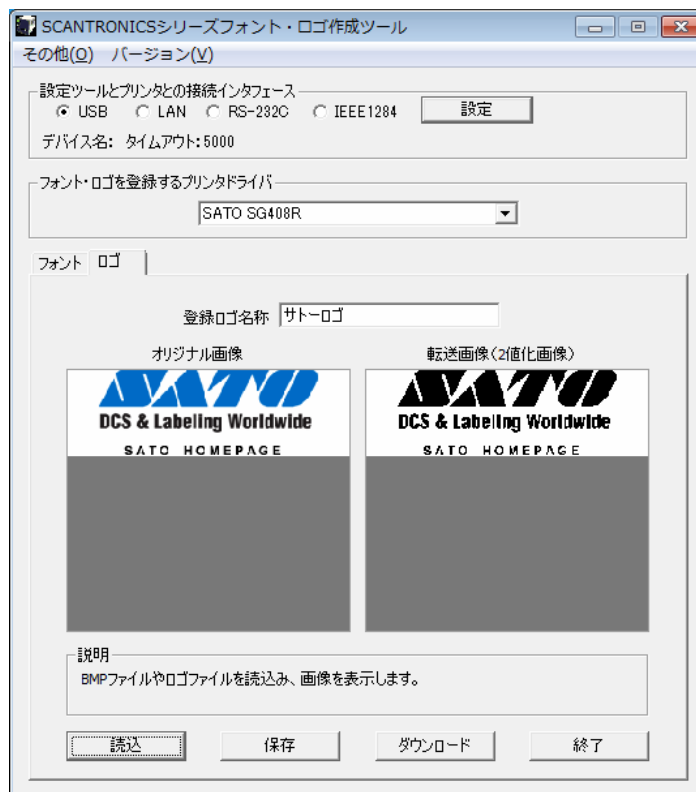 SCANTRONICSシリーズフォント・ロゴ作成ツール
その他(O) バージョン(V)
設定ツールとプリンタとの接続インタフェース
USB LAN RS-232C IEEE1284 設定
デバイス名: タイムアウト:5000
フォント・ロゴを登録するプリンタドライバ
SATO SG408R
フォント ロゴ
登録ロゴ名称 サトーロゴ
オリジナル画像 転送画像(2値化画像)
SATO SATO
DCS & Labeling Worldwide DCS & Labeling Worldwide
SATO HOMEPAGE SATO HOMEPAGE
説明
BMPファイルやロゴファイルを読込み、画像を表示します。
読込 保存 ダウンロード 終了